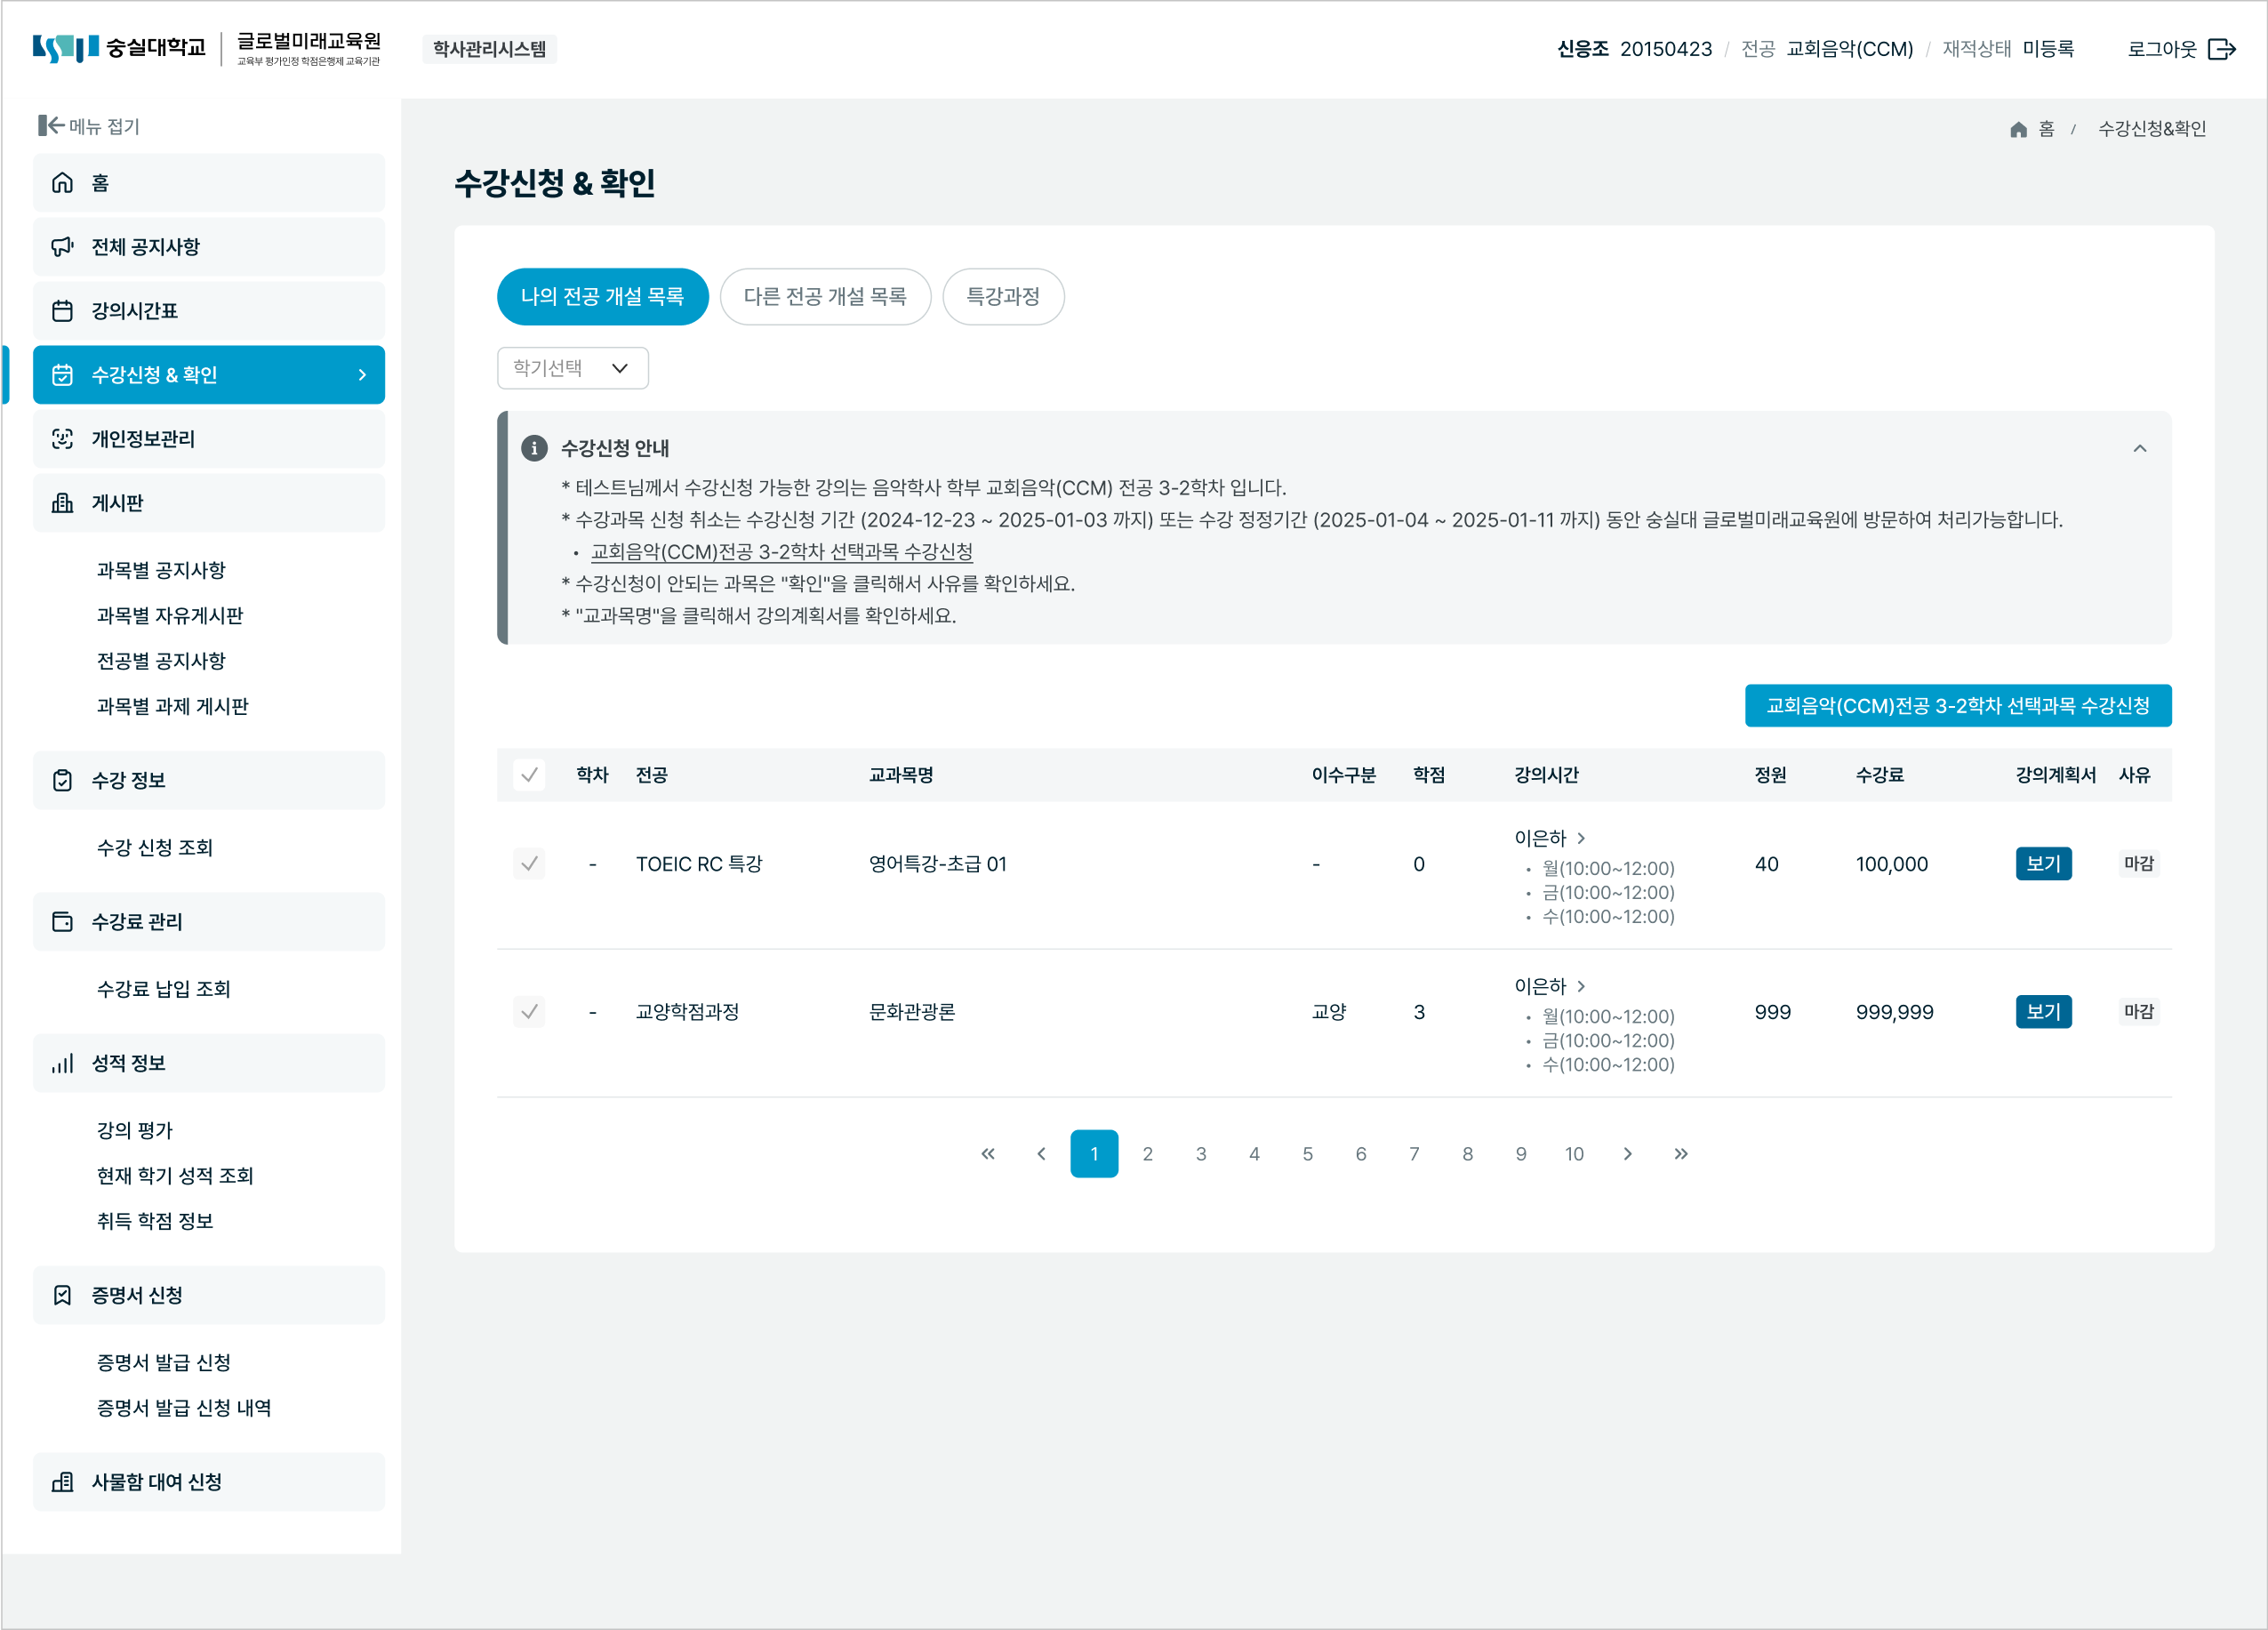 숭실대학교
글로벌미래교육원
교육부 평가인정 학점은행제 교육기관
학사관리시스템
신응조 20150423 / 전공 교회음악(CCM) / 재적상태 미등록
로그아웃
메뉴 접기
홈
전체 공지사항
강의시간표
수강신청 & 확인
개인정보관리
게시판
과목별 공지사항
과목별 자유게시판
전공별 공지사항
과목별 과제 게시판
수강 정보
수강 신청 조회
수강료 관리
수강료 납입 조회
성적 정보
강의 평가
현재 학기 성적 조회
취득 학점 정보
증명서 신청
증명서 발급 신청
증명서 발급 신청 내역
사물함 대여 신청
홈 / 수강신청&확인
수강신청 & 확인
나의 전공 개설 목록 다른 전공 개설 목록 특강과정
학기선택
수강신청 안내
* 테스트님께서 수강신청 가능한 강의는 음악학사 학부 교회음악(CCM) 전공 3-2학차 입니다.
* 수강과목 신청 취소는 수강신청 기간 (2024-12-23 ~ 2025-01-03 까지) 또는 수강 정정기간 (2025-01-04 ~ 2025-01-11 까지) 동안 숭실대 글로벌미래교육원에 방문하여 처리가능합니다.
• 교회음악(CCM)전공 3-2학차 선택과목 수강신청
* 수강신청이 안되는 과목은 "확인"을 클릭해서 사유를 확인하세요.
* "교과목명"을 클릭해서 강의계획서를 확인하세요.
교회음악(CCM)전공 3-2학차 선택과목 수강신청
학차 전공 교과목명 이수구분 학점 강의시간 정원 수강료 강의계획서 사유
- TOEIC RC 특강 영어특강-초급 01 - 0 이은하 40 100,000 보기 마감
• 월(10:00~12:00)
• 금(10:00~12:00)
• 수(10:00~12:00)
- 교양학점과정 문화관광론 교양 3 이은하 999 999,999 보기 마감
• 월(10:00~12:00)
• 금(10:00~12:00)
• 수(10:00~12:00)
« ‹ 1 2 3 4 5 6 7 8 9 10 › »